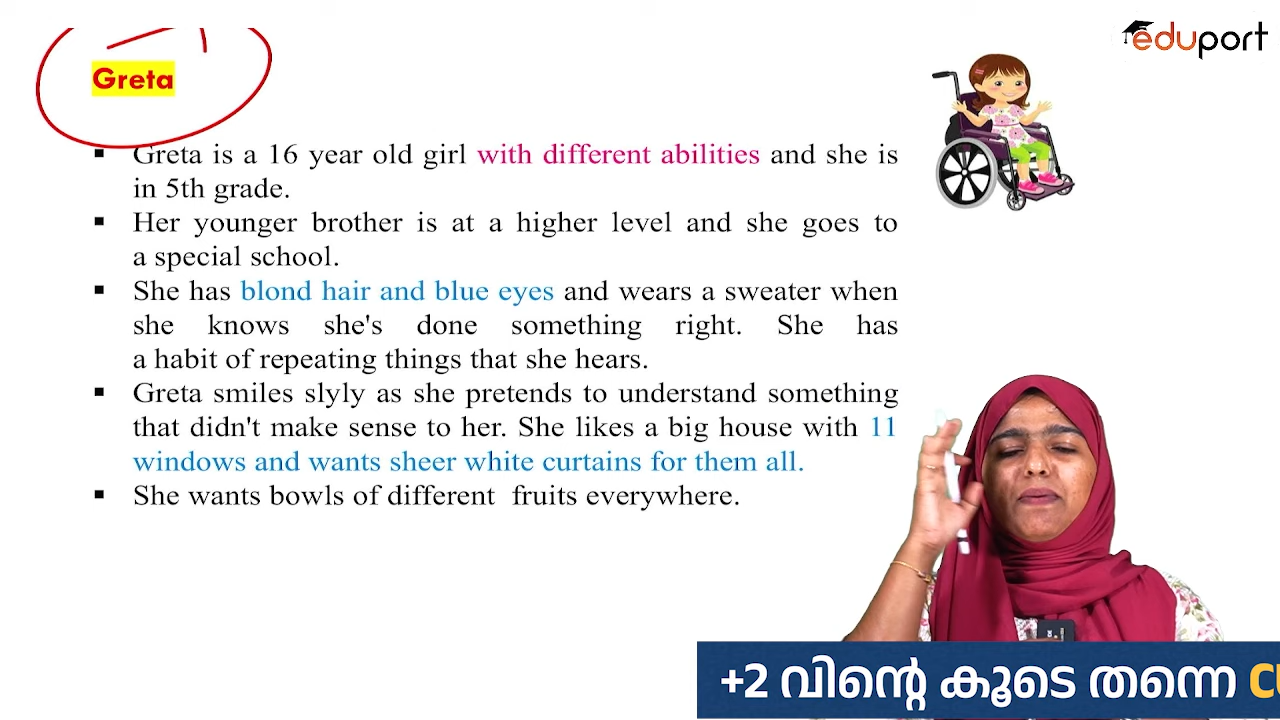 eduport
Greta
▪ Greta is a 16 year old girl with different abilities and she is
in 5th grade.
▪ Her younger brother is at a higher level and she goes to
a special school.
▪ She has blond hair and blue eyes and wears a sweater when
she knows she's done something right. She has
a habit of repeating things that she hears.
▪ Greta smiles slyly as she pretends to understand something
that didn't make sense to her. She likes a big house with 11
windows and wants sheer white curtains for them all.
▪ She wants bowls of different fruits everywhere.
+2 വിന്റെ കൂടെ തന്നെ